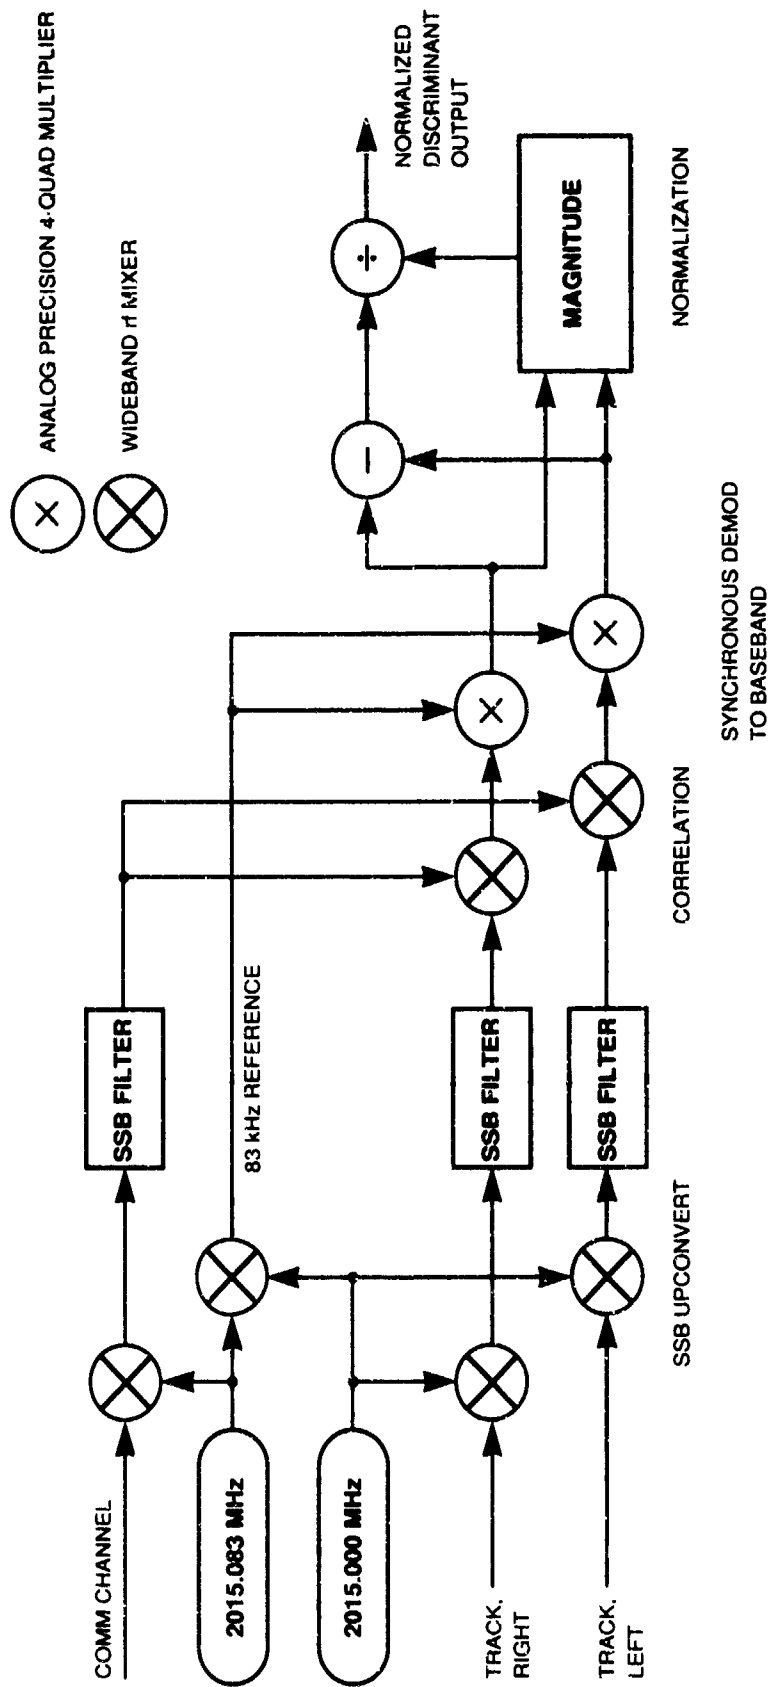 ANALOG PRECISION 4-QUAD MULTIPLIER
WIDEBAND rf MIXER
COMM CHANNEL
SSB FILTER
2015.083 MHz
83 kHz REFERENCE
2015.000 MHz
NORMALIZED
DISCRIMINANT
OUTPUT
TRACK,
RIGHT
SSB FILTER
TRACK,
LEFT
SSB FILTER
MAGNITUDE
SSB UPCONVERT
CORRELATION
SYNCHRONOUS DEMOD
TO BASEBAND
NORMALIZATION
×
×
×
×
−
÷